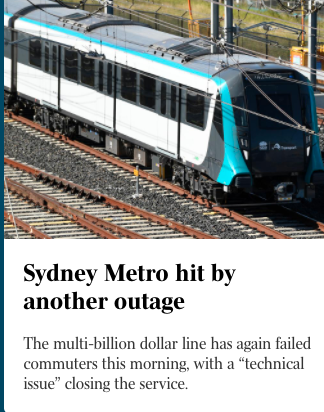 Sydney Metro hit by
another outage
The multi-billion dollar line has again failed
commuters this morning, with a “technical
issue” closing the service.